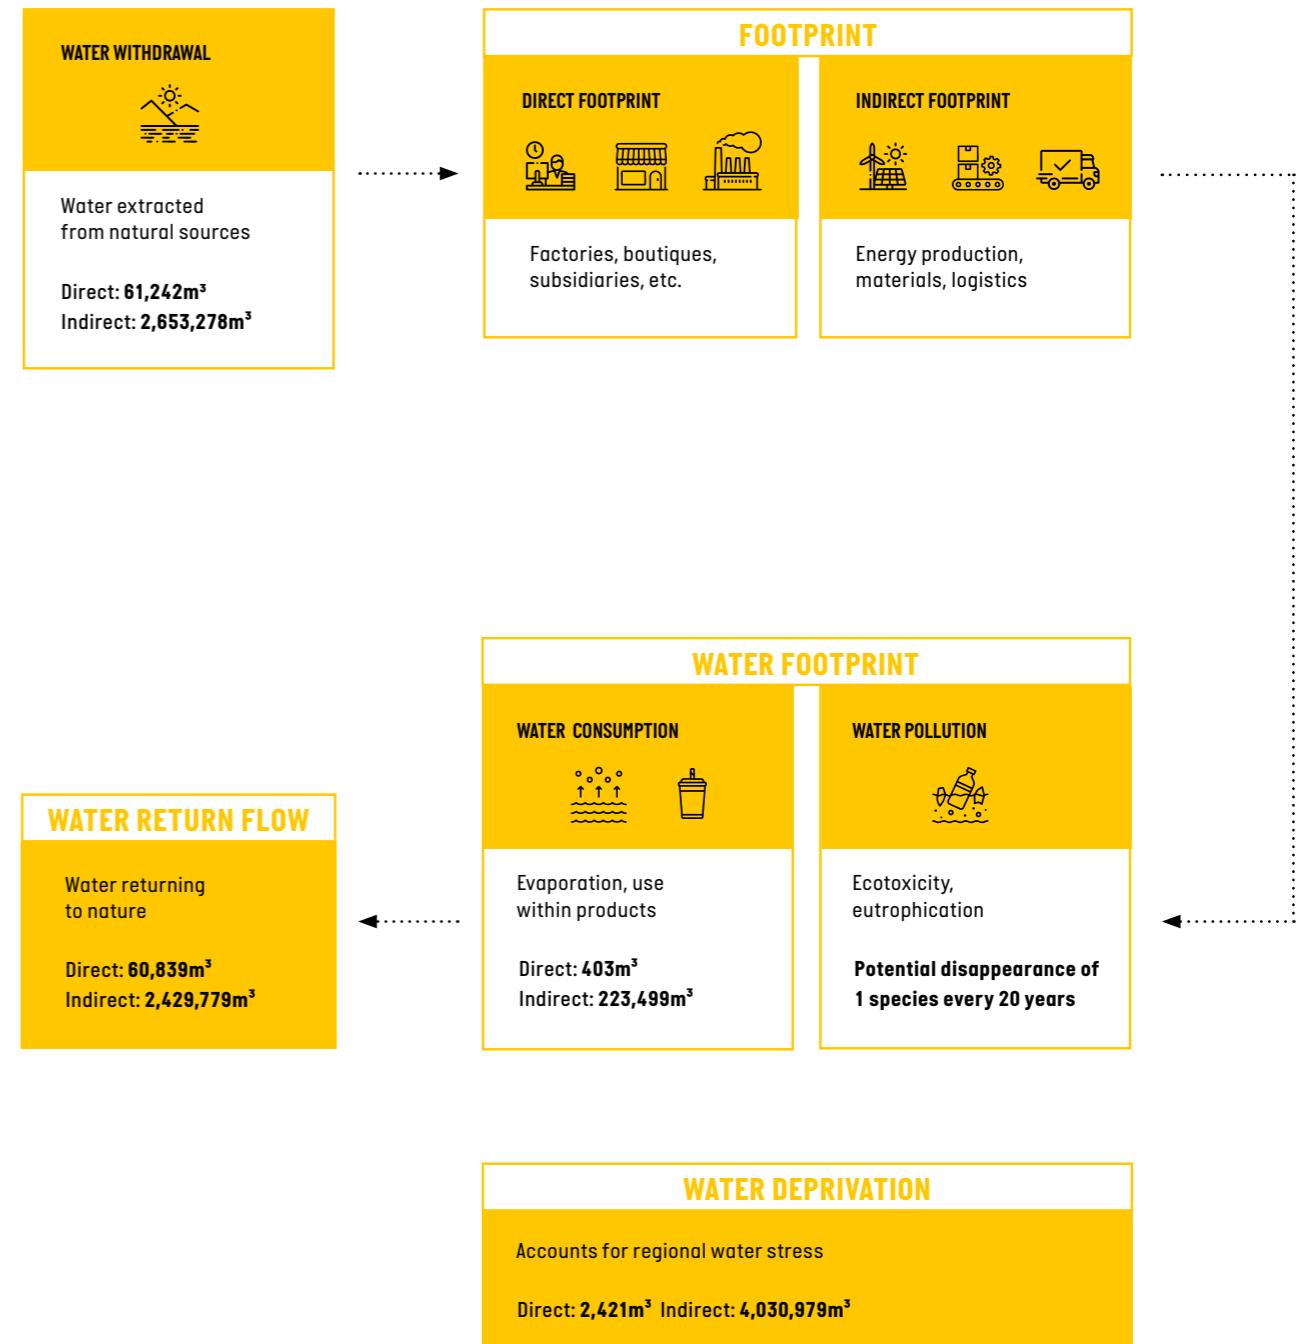 WATER WITHDRAWAL
Water extracted
from natural sources
Direct: 61,242m³
Indirect: 2,653,278m³
FOOTPRINT
DIRECT FOOTPRINT
Factories, boutiques,
subsidiaries, etc.
INDIRECT FOOTPRINT
Energy production,
materials, logistics
WATER FOOTPRINT
WATER CONSUMPTION
Evaporation, use
within products
Direct: 403m³
Indirect: 223,499m³
WATER POLLUTION
Ecotoxicity,
eutrophication
Potential disappearance of
1 species every 20 years
WATER RETURN FLOW
Water returning
to nature
Direct: 60,839m³
Indirect: 2,429,779m³
WATER DEPRIVATION
Accounts for regional water stress
Direct: 2,421m³ Indirect: 4,030,979m³